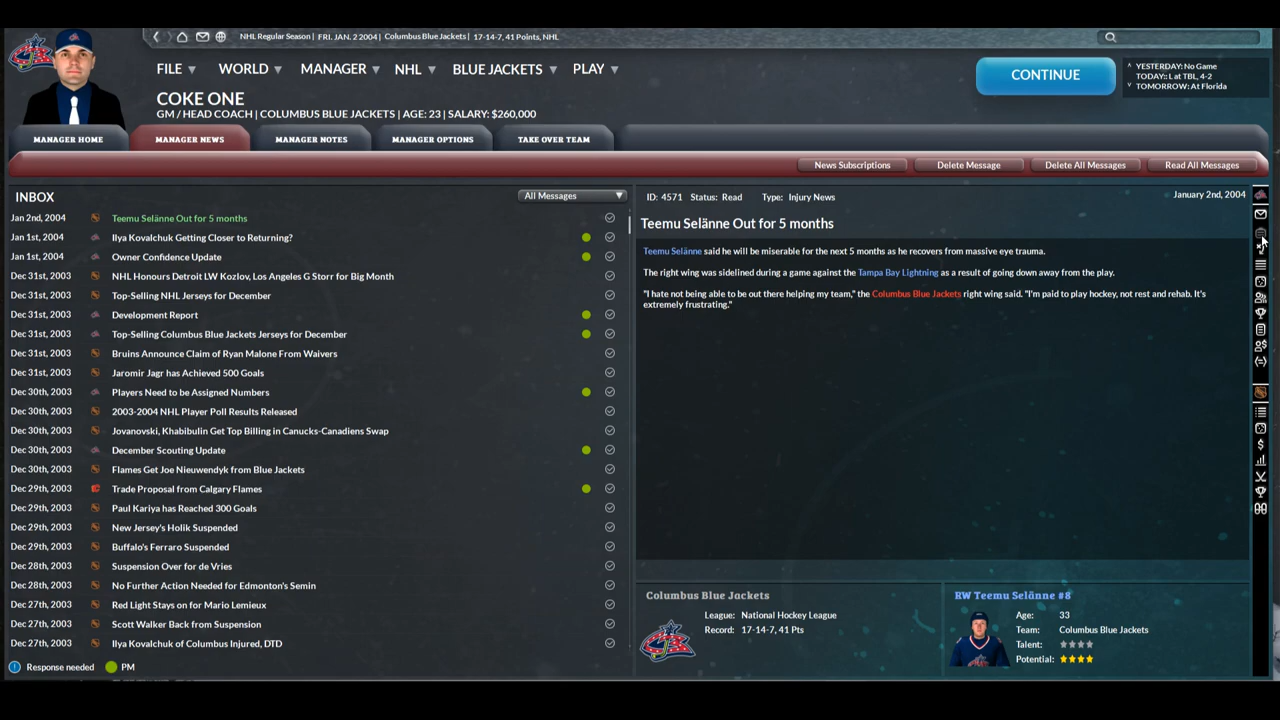 NHL Regular Season | FRI. JAN. 2 2004 | Columbus Blue Jackets | 17-14-7, 41 Points, NHL
FILE WORLD MANAGER NHL BLUE JACKETS PLAY
CONTINUE
YESTERDAY: No Game
TODAY:: L at TBL, 4-2
TOMORROW: At Florida
COKE ONE
GM / HEAD COACH | COLUMBUS BLUE JACKETS | AGE: 23 | SALARY: $260,000
MANAGER HOME MANAGER NEWS MANAGER NOTES MANAGER OPTIONS TAKE OVER TEAM
News Subscriptions Delete Message Delete All Messages Read All Messages
INBOX All Messages
Jan 2nd, 2004 Teemu Selänne Out for 5 months
Jan 1st, 2004 Ilya Kovalchuk Getting Closer to Returning?
Jan 1st, 2004 Owner Confidence Update
Dec 31st, 2003 NHL Honours Detroit LW Kozlov, Los Angeles G Storr for Big Month
Dec 31st, 2003 Top-Selling NHL Jerseys for December
Dec 31st, 2003 Development Report
Dec 31st, 2003 Top-Selling Columbus Blue Jackets Jerseys for December
Dec 31st, 2003 Bruins Announce Claim of Ryan Malone From Waivers
Dec 31st, 2003 Jaromir Jagr has Achieved 500 Goals
Dec 30th, 2003 Players Need to be Assigned Numbers
Dec 30th, 2003 2003-2004 NHL Player Poll Results Released
Dec 30th, 2003 Jovanovski, Khabibulin Get Top Billing in Canucks-Canadiens Swap
Dec 30th, 2003 December Scouting Update
Dec 30th, 2003 Flames Get Joe Nieuwendyk from Blue Jackets
Dec 29th, 2003 Trade Proposal from Calgary Flames
Dec 29th, 2003 Paul Kariya has Reached 300 Goals
Dec 29th, 2003 New Jersey's Holik Suspended
Dec 29th, 2003 Buffalo's Ferraro Suspended
Dec 28th, 2003 Suspension Over for de Vries
Dec 28th, 2003 No Further Action Needed for Edmonton's Semin
Dec 27th, 2003 Red Light Stays on for Mario Lemieux
Dec 27th, 2003 Scott Walker Back from Suspension
Dec 27th, 2003 Ilya Kovalchuk of Columbus Injured, DTD
Response needed PM
ID: 4571 Status: Read Type: Injury News January 2nd, 2004
Teemu Selänne Out for 5 months
Teemu Selänne said he will be miserable for the next 5 months as he recovers from massive eye trauma.
The right wing was sidelined during a game against the Tampa Bay Lightning as a result of going down away from the play.
"I hate not being able to be out there helping my team," the Columbus Blue Jackets right wing said. "I'm paid to play hockey, not rest and rehab. It's
extremely frustrating."
Columbus Blue Jackets
League: National Hockey League
Record: 17-14-7, 41 Pts
RW Teemu Selänne #8
Age: 33
Team: Columbus Blue Jackets
Talent:
Potential: